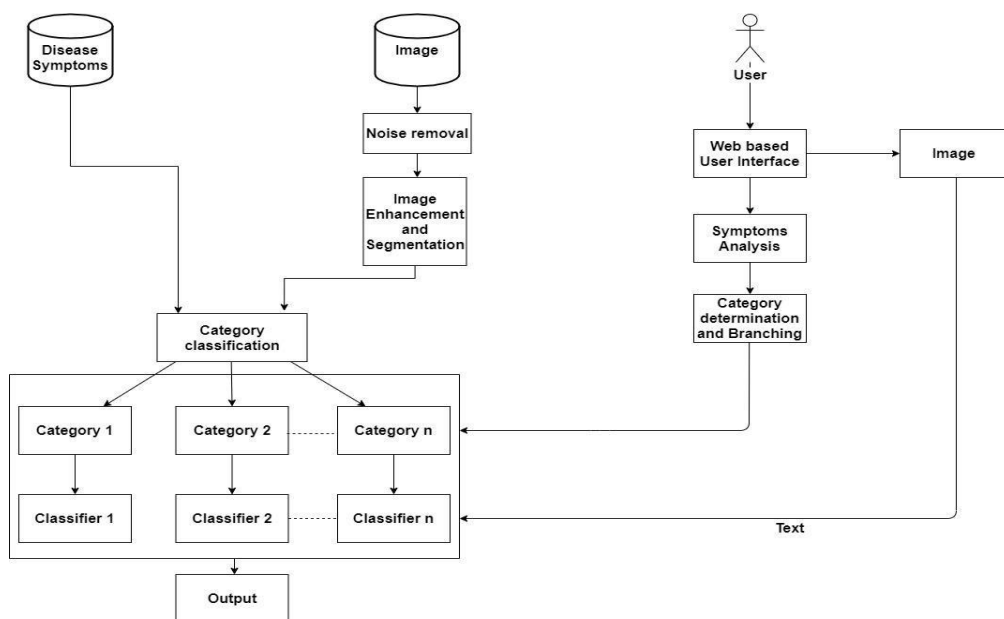 Disease
Symptoms
Image
User
Noise removal
Web based
User Interface
Image
Image
Enhancement
and
Segmentation
Symptoms
Analysis
Category
determination
and Branching
Category
classification
Category 1
Category 2
Category n
Classifier 1
Classifier 2
Classifier n
Text
Output